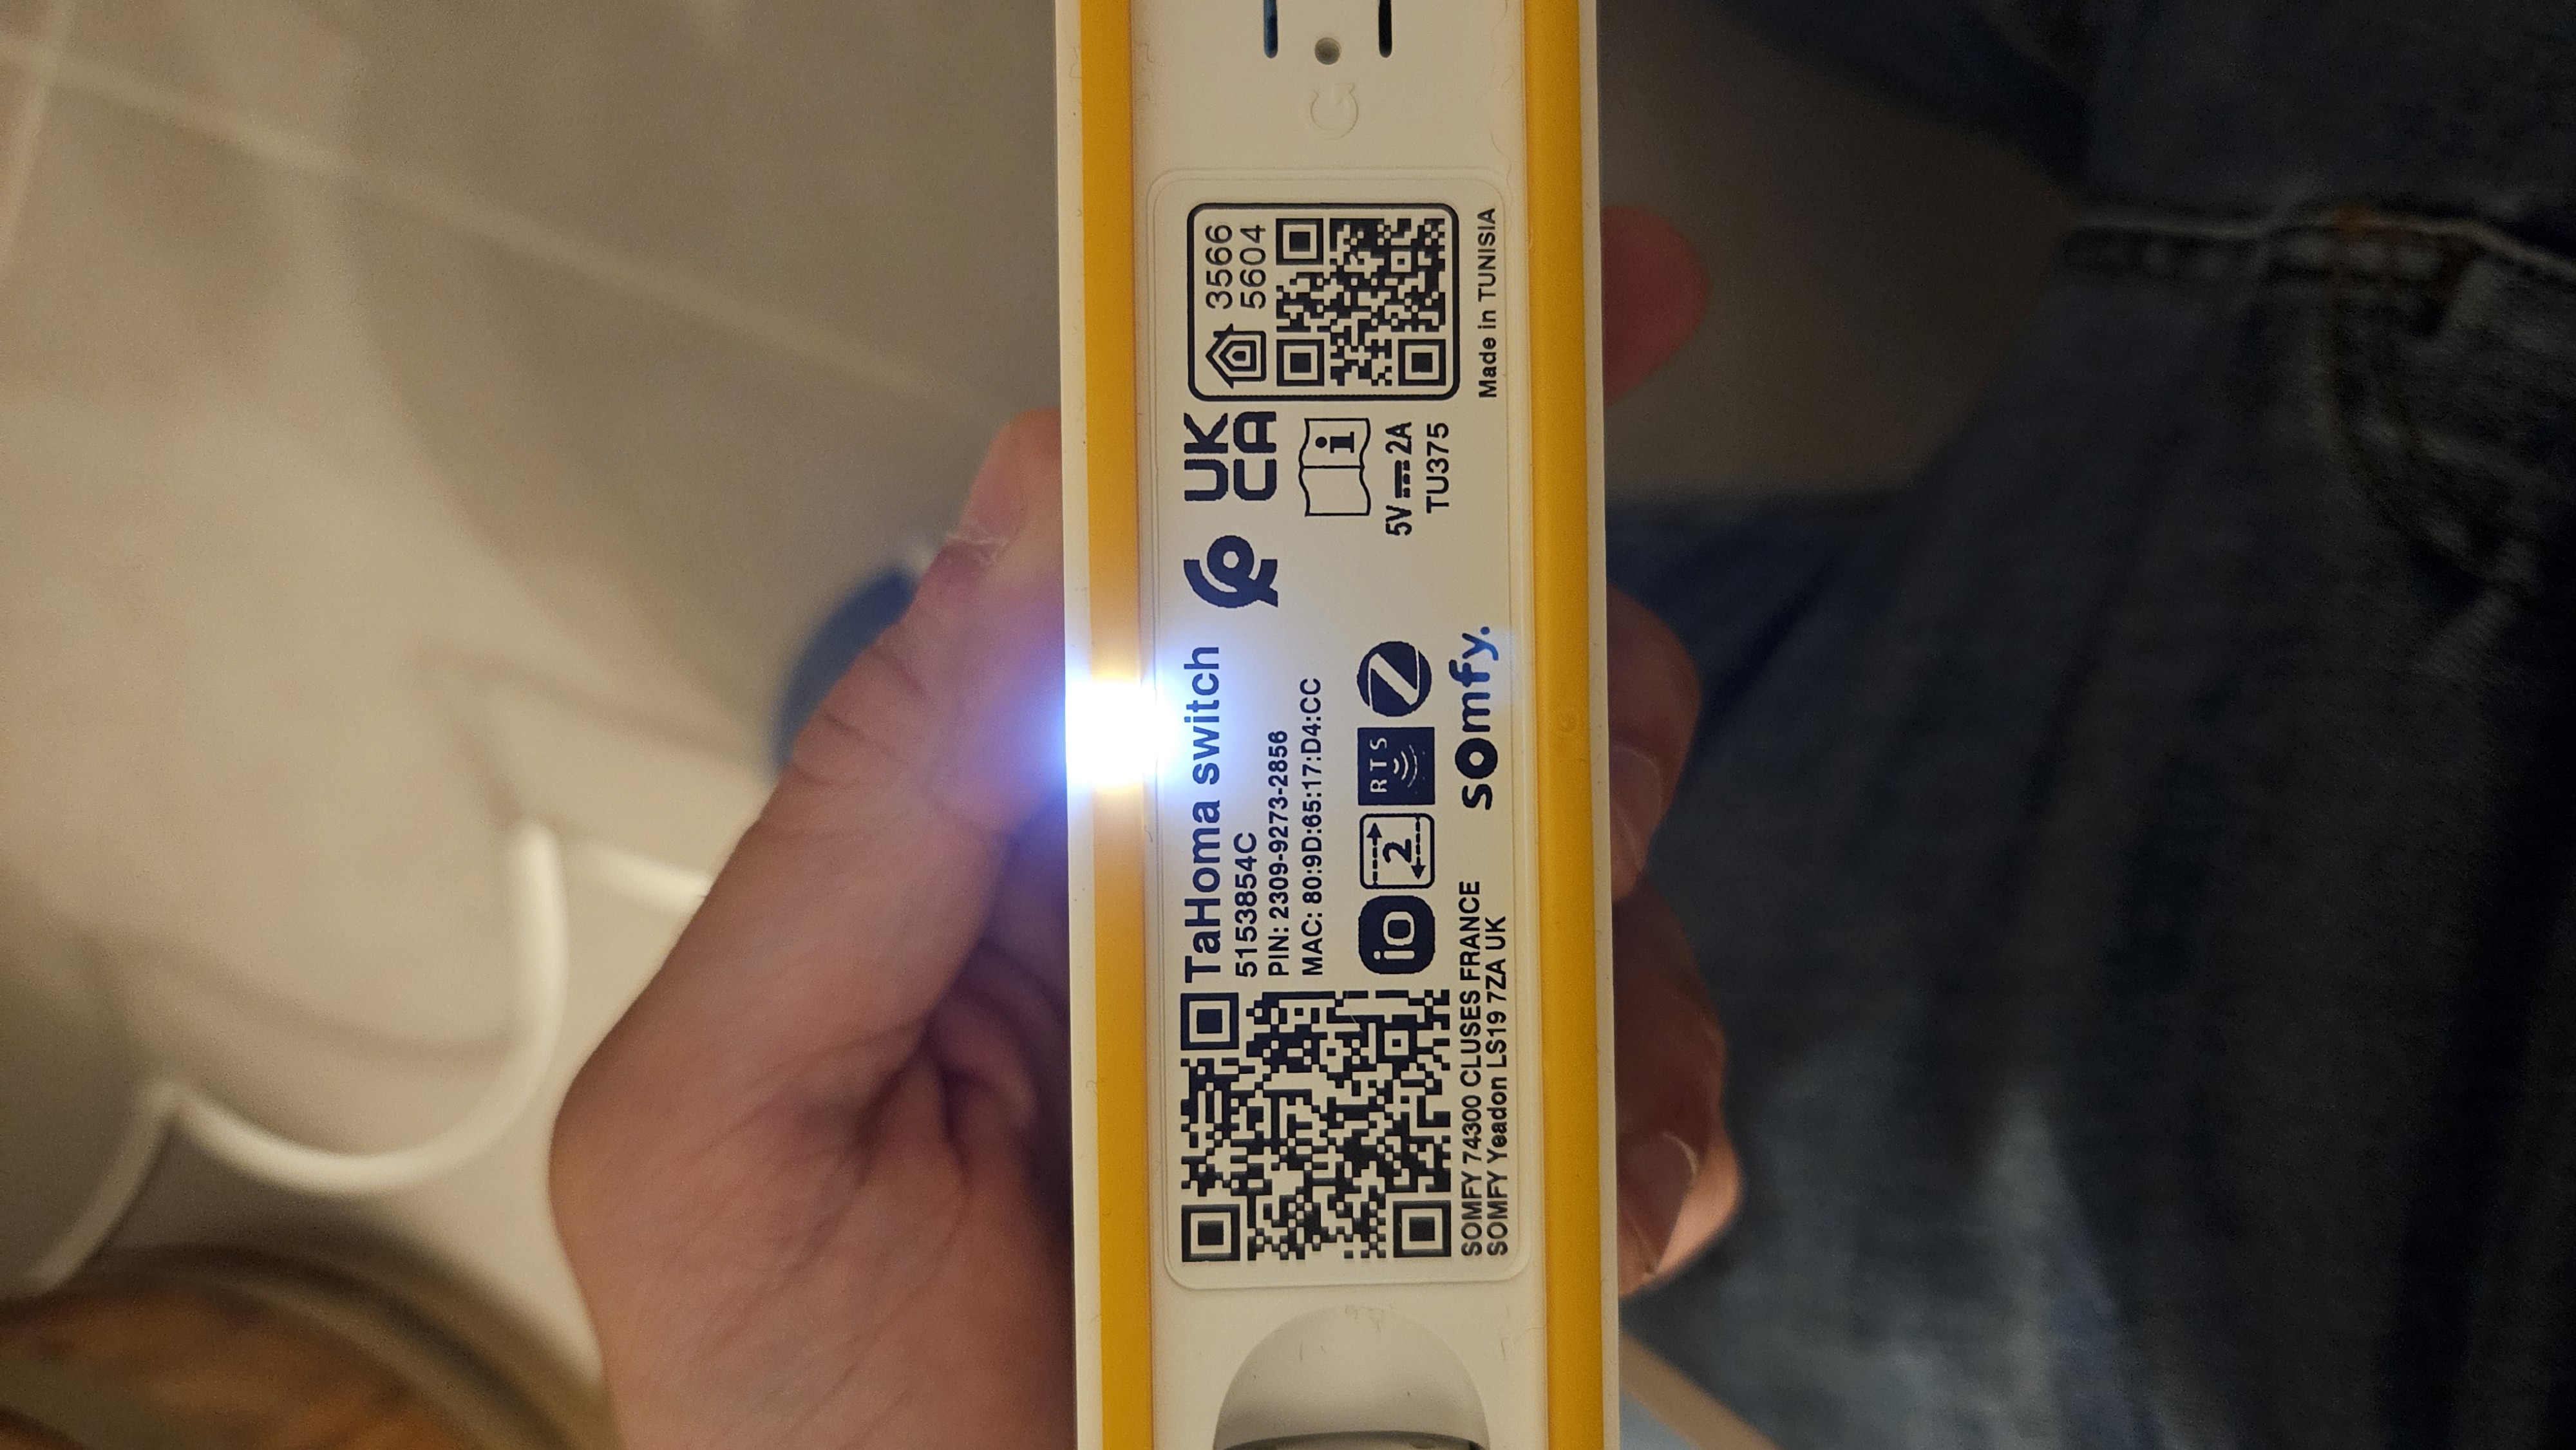 TaHoma switch
5153854C
PIN: 2309-9273-2856
MAC: 80:9D:65:17:D4:CC
io
2
RTS
somfy.
SOMFY 74300 CLUSES FRANCE
SOMFY Yeadon LS19 7ZA UK
UK
CA
i
5V 2A
TU375
3566
5604
Made in TUNISIA